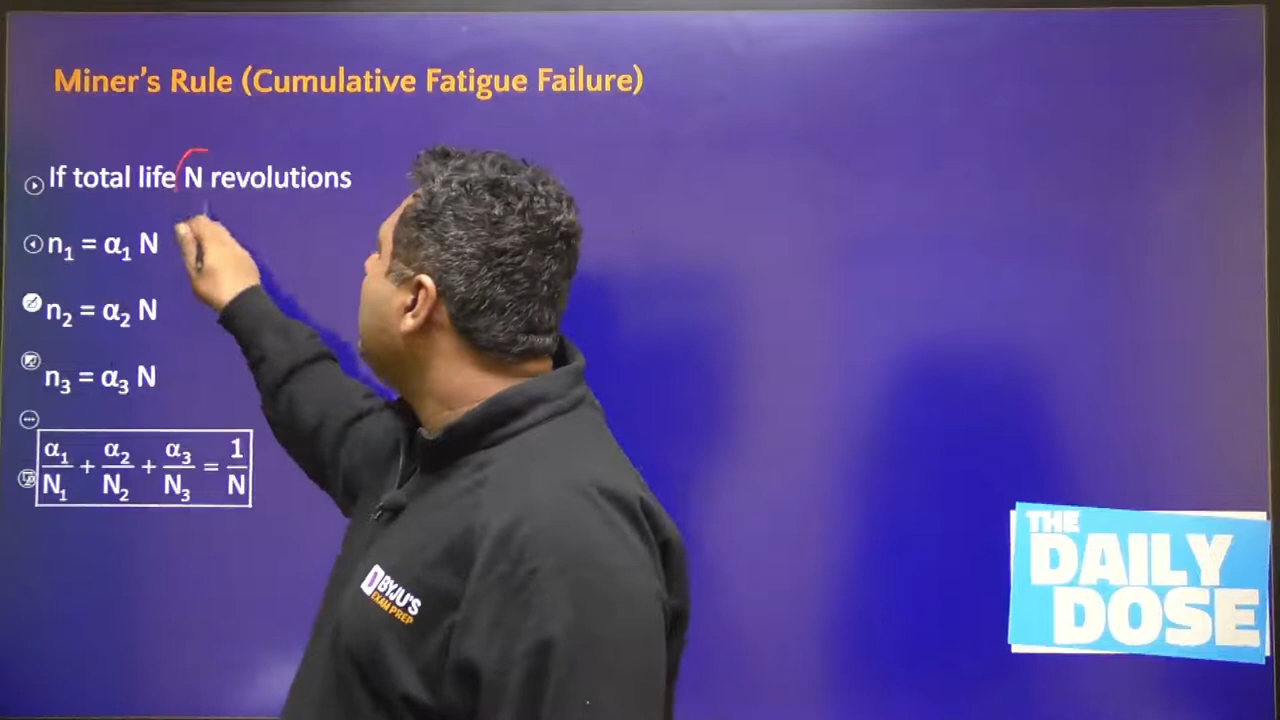 Miner's Rule (Cumulative Fatigue Failure)
If total life N revolutions
n₁ = α₁ N
n₂ = α₂ N
n₃ = α₃ N
α₁/N₁ + α₂/N₂ + α₃/N₃ = 1/N
BYJU'S
EXAM PREP
THE
DAILY
DOSE